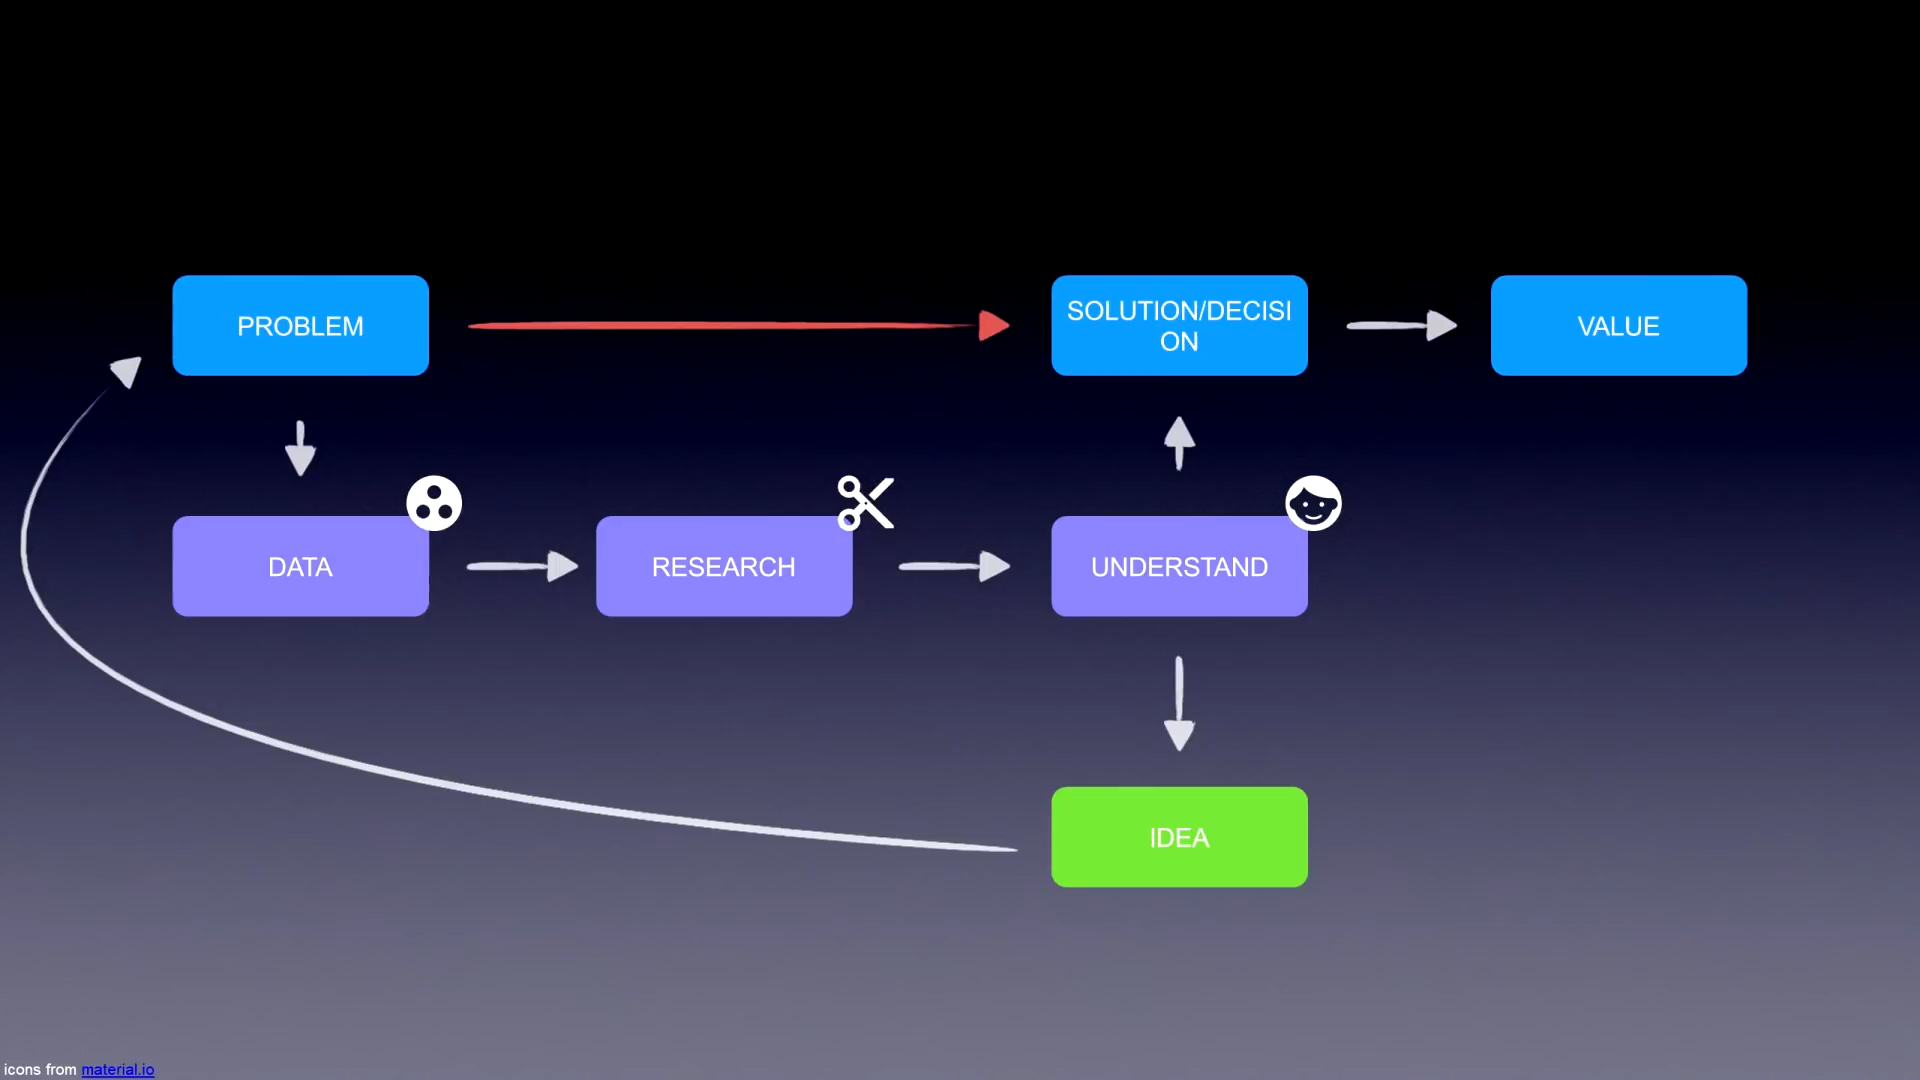 PROBLEM
SOLUTION/DECISI
ON
VALUE
DATA
RESEARCH
UNDERSTAND
IDEA
icons from material.io